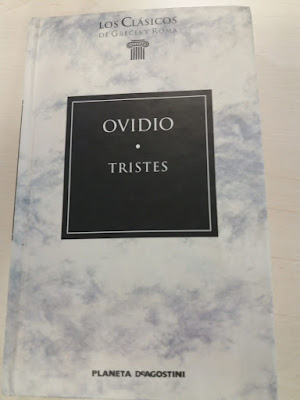 LOS CLÁSICOS
DE GRECIA Y ROMA
OVIDIO
•
TRISTES
PLANETA DEAGOSTINI